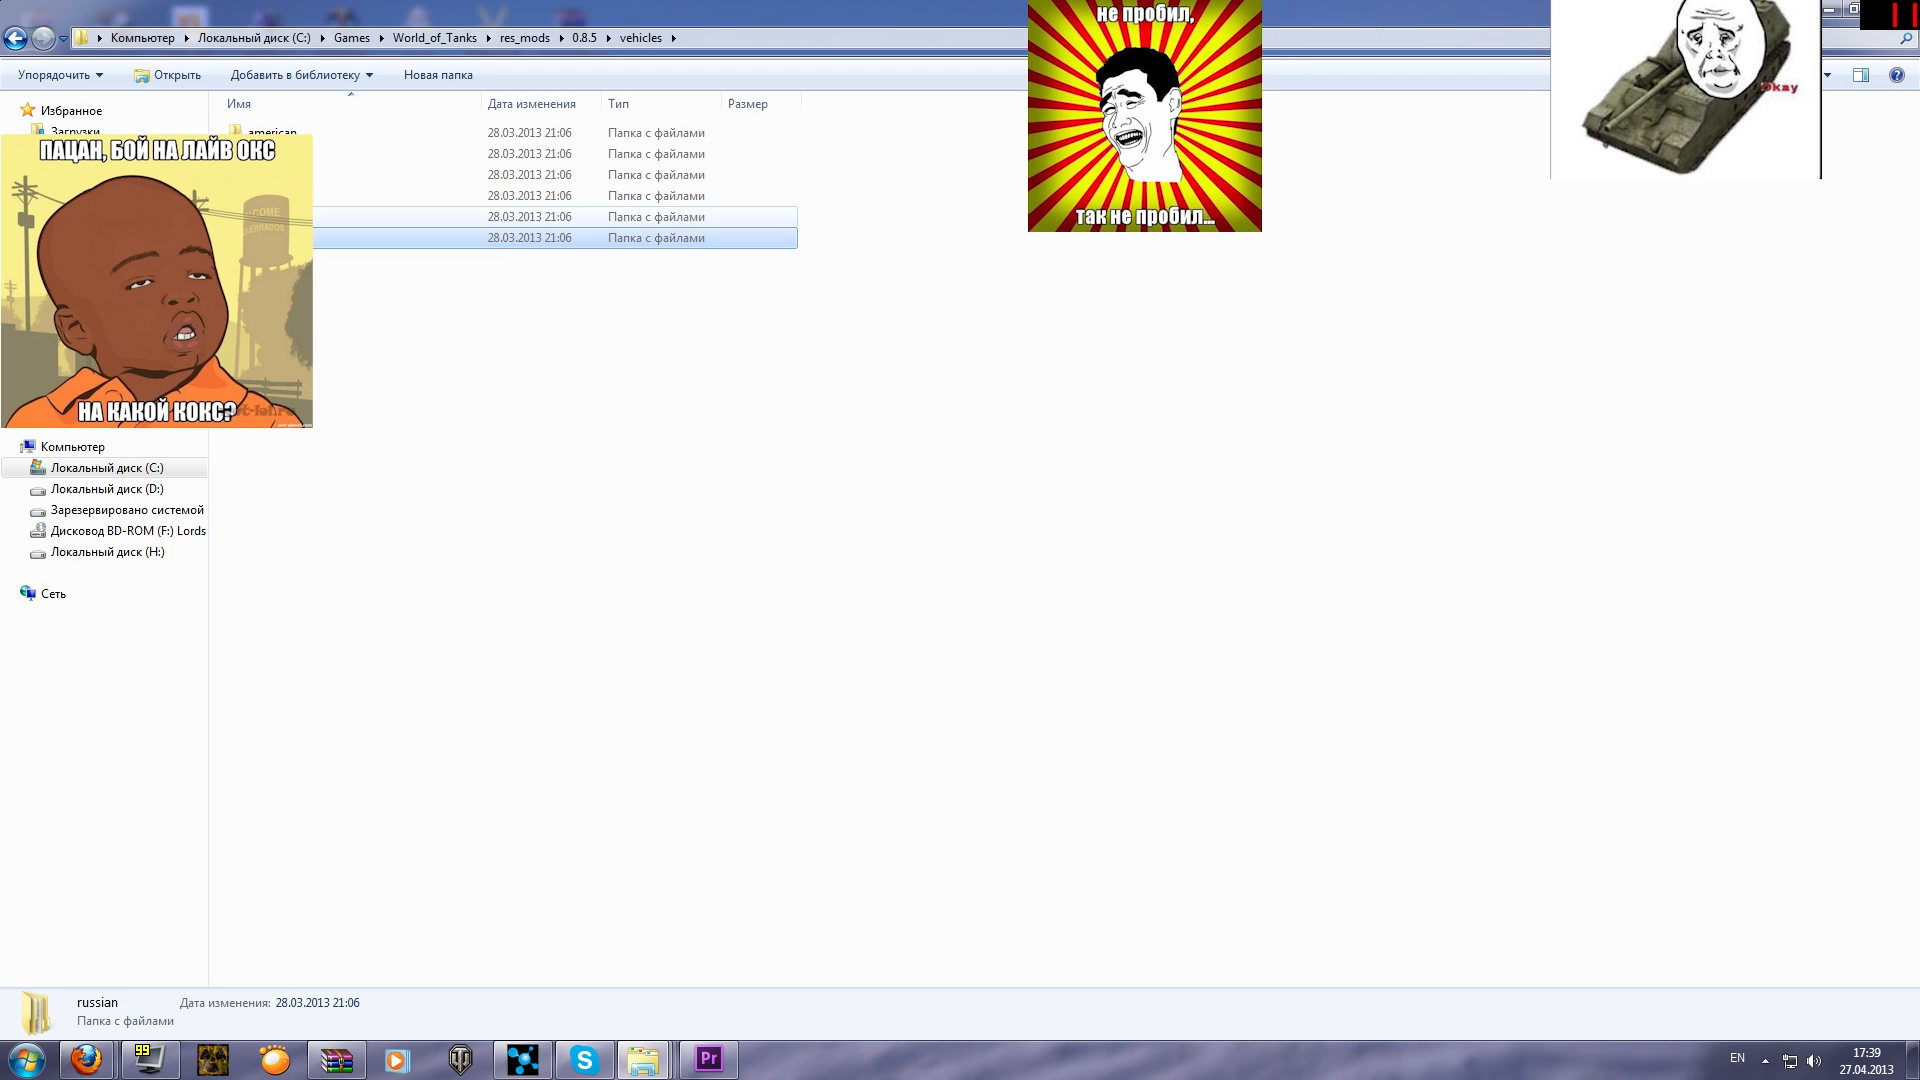 не пробил,
Okay
Компьютер Локальный диск (C:) Games World_of_Tanks res_mods 0.8.5 vehicles
Упорядочить Открыть Добавить в библиотеку Новая папка
Имя Дата изменения Тип Размер
Избранное
Загрузки
american 28.03.2013 21:06 Папка с файлами
28.03.2013 21:06 Папка с файлами
28.03.2013 21:06 Папка с файлами
28.03.2013 21:06 Папка с файлами
28.03.2013 21:06 Папка с файлами
28.03.2013 21:06 Папка с файлами
так не пробил...
ПАЦАН, БОЙ НА ЛАЙВ ОКС
НА КАКОЙ КОКС?
Компьютер
Локальный диск (C:)
Локальный диск (D:)
Зарезервировано системой
Дисковод BD-ROM (F:) Lords
Локальный диск (H:)
Сеть
russian Дата изменения: 28.03.2013 21:06
Папка с файлами
99
Pr
EN
17:39
27.04.2013